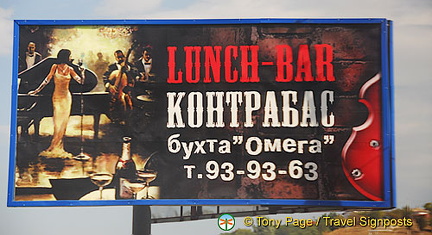 LUNCH-BAR
КОНТРАБАС
бухта"Омега"
т.93-93-63
© Tony Page / Travel Signposts